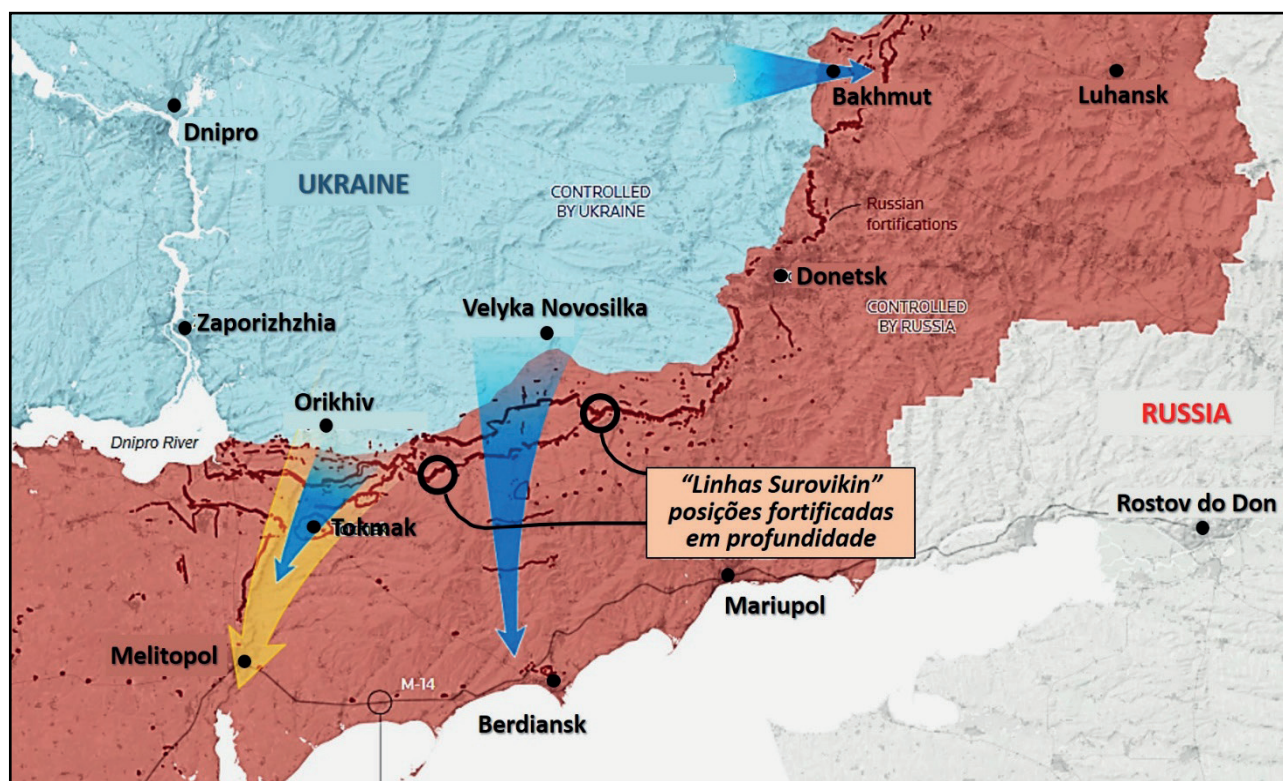 Bakhmut
Luhansk
Dnipro
UKRAINE
CONTROLLED
BY UKRAINE
Russian
fortifications
Donetsk
Velyka Novosilka
CONTROLLED
BY RUSSIA
Zaporizhzhia
Orikhiv
RUSSIA
Dnipro River
“Linhas Surovikin”
posições fortificadas
em profundidade
Rostov do Don
Tokmak
Mariupol
Melitopol
M-14
Berdiansk